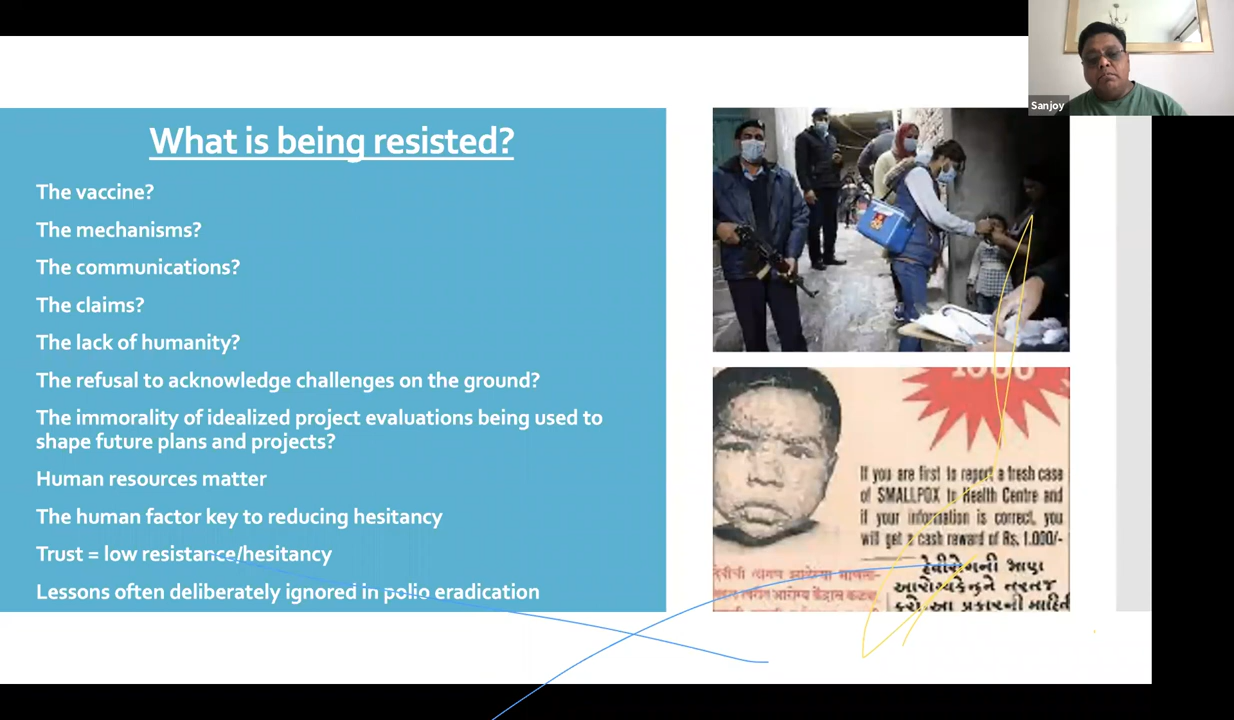 Sanjoy
What is being resisted?
The vaccine?
The mechanisms?
The communications?
The claims?
The lack of humanity?
The refusal to acknowledge challenges on the ground?
The immorality of idealized project evaluations being used to
shape future plans and projects?
Human resources matter
The human factor key to reducing hesitancy
Trust = low resistance/hesitancy
Lessons often deliberately ignored in polio eradication
1000
If you are first to report a fresh case
of SMALLPOX to Health Centre and
if your information is correct, you
will get a cash reward of Rs. 1,000/-
દેવીરોગની જાણ
આરોગ્યકેન્દ્રને તરતજ
કરો આ પ્રકારની માહિતી